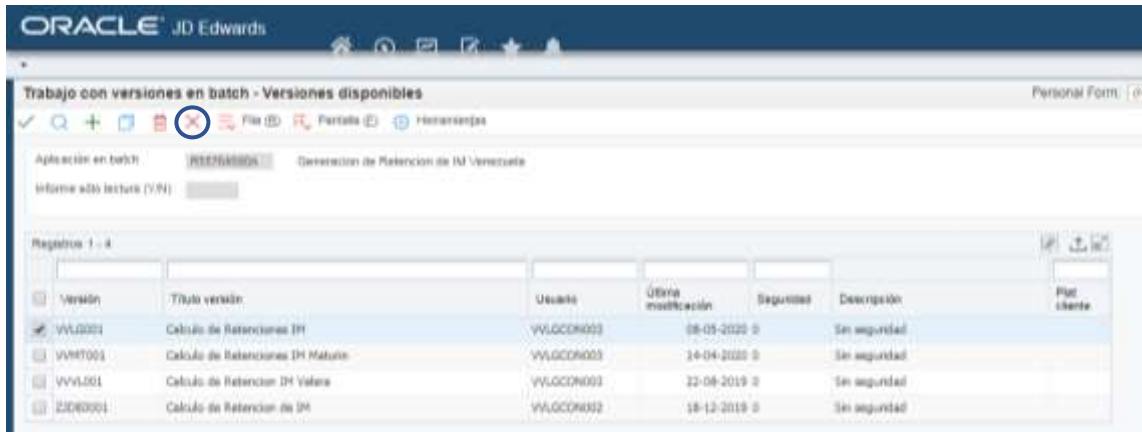 ORACLE JD Edwards
Trabajo con versiones en batch - Versiones disponibles
Personal Form:
File (B) Pantalla (E) Herramientas
Aplicación en batch Generacion de Retencion de IM Venezuela
Informe sólo lectura (Y/N)
Registros 1 - 4
Versión Título versión Usuario Última modificación Seguridad Descripción Plat cliente
VVLG001 Calculo de Retenciones IM VVLGCON003 08-05-2020 0 Sin seguridad
VVMT001 Calculo de Retenciones IM Maturin VVLGCON003 14-04-2020 0 Sin seguridad
VVVL001 Calculo de Retencion IM Valera VVLGCON003 22-08-2019 0 Sin seguridad
ZJDE0001 Calculo de Retencion de IM VVLGCON002 18-12-2019 0 Sin seguridad